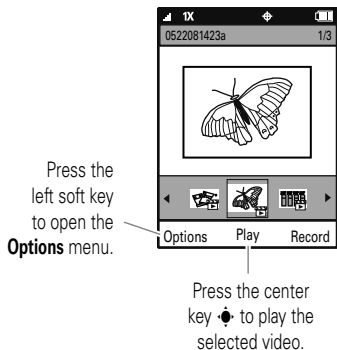 1X
0522081423a 1/3
Press the
left soft key
to open the
Options menu.
Options Play Record
Press the center
key to play the
selected video.